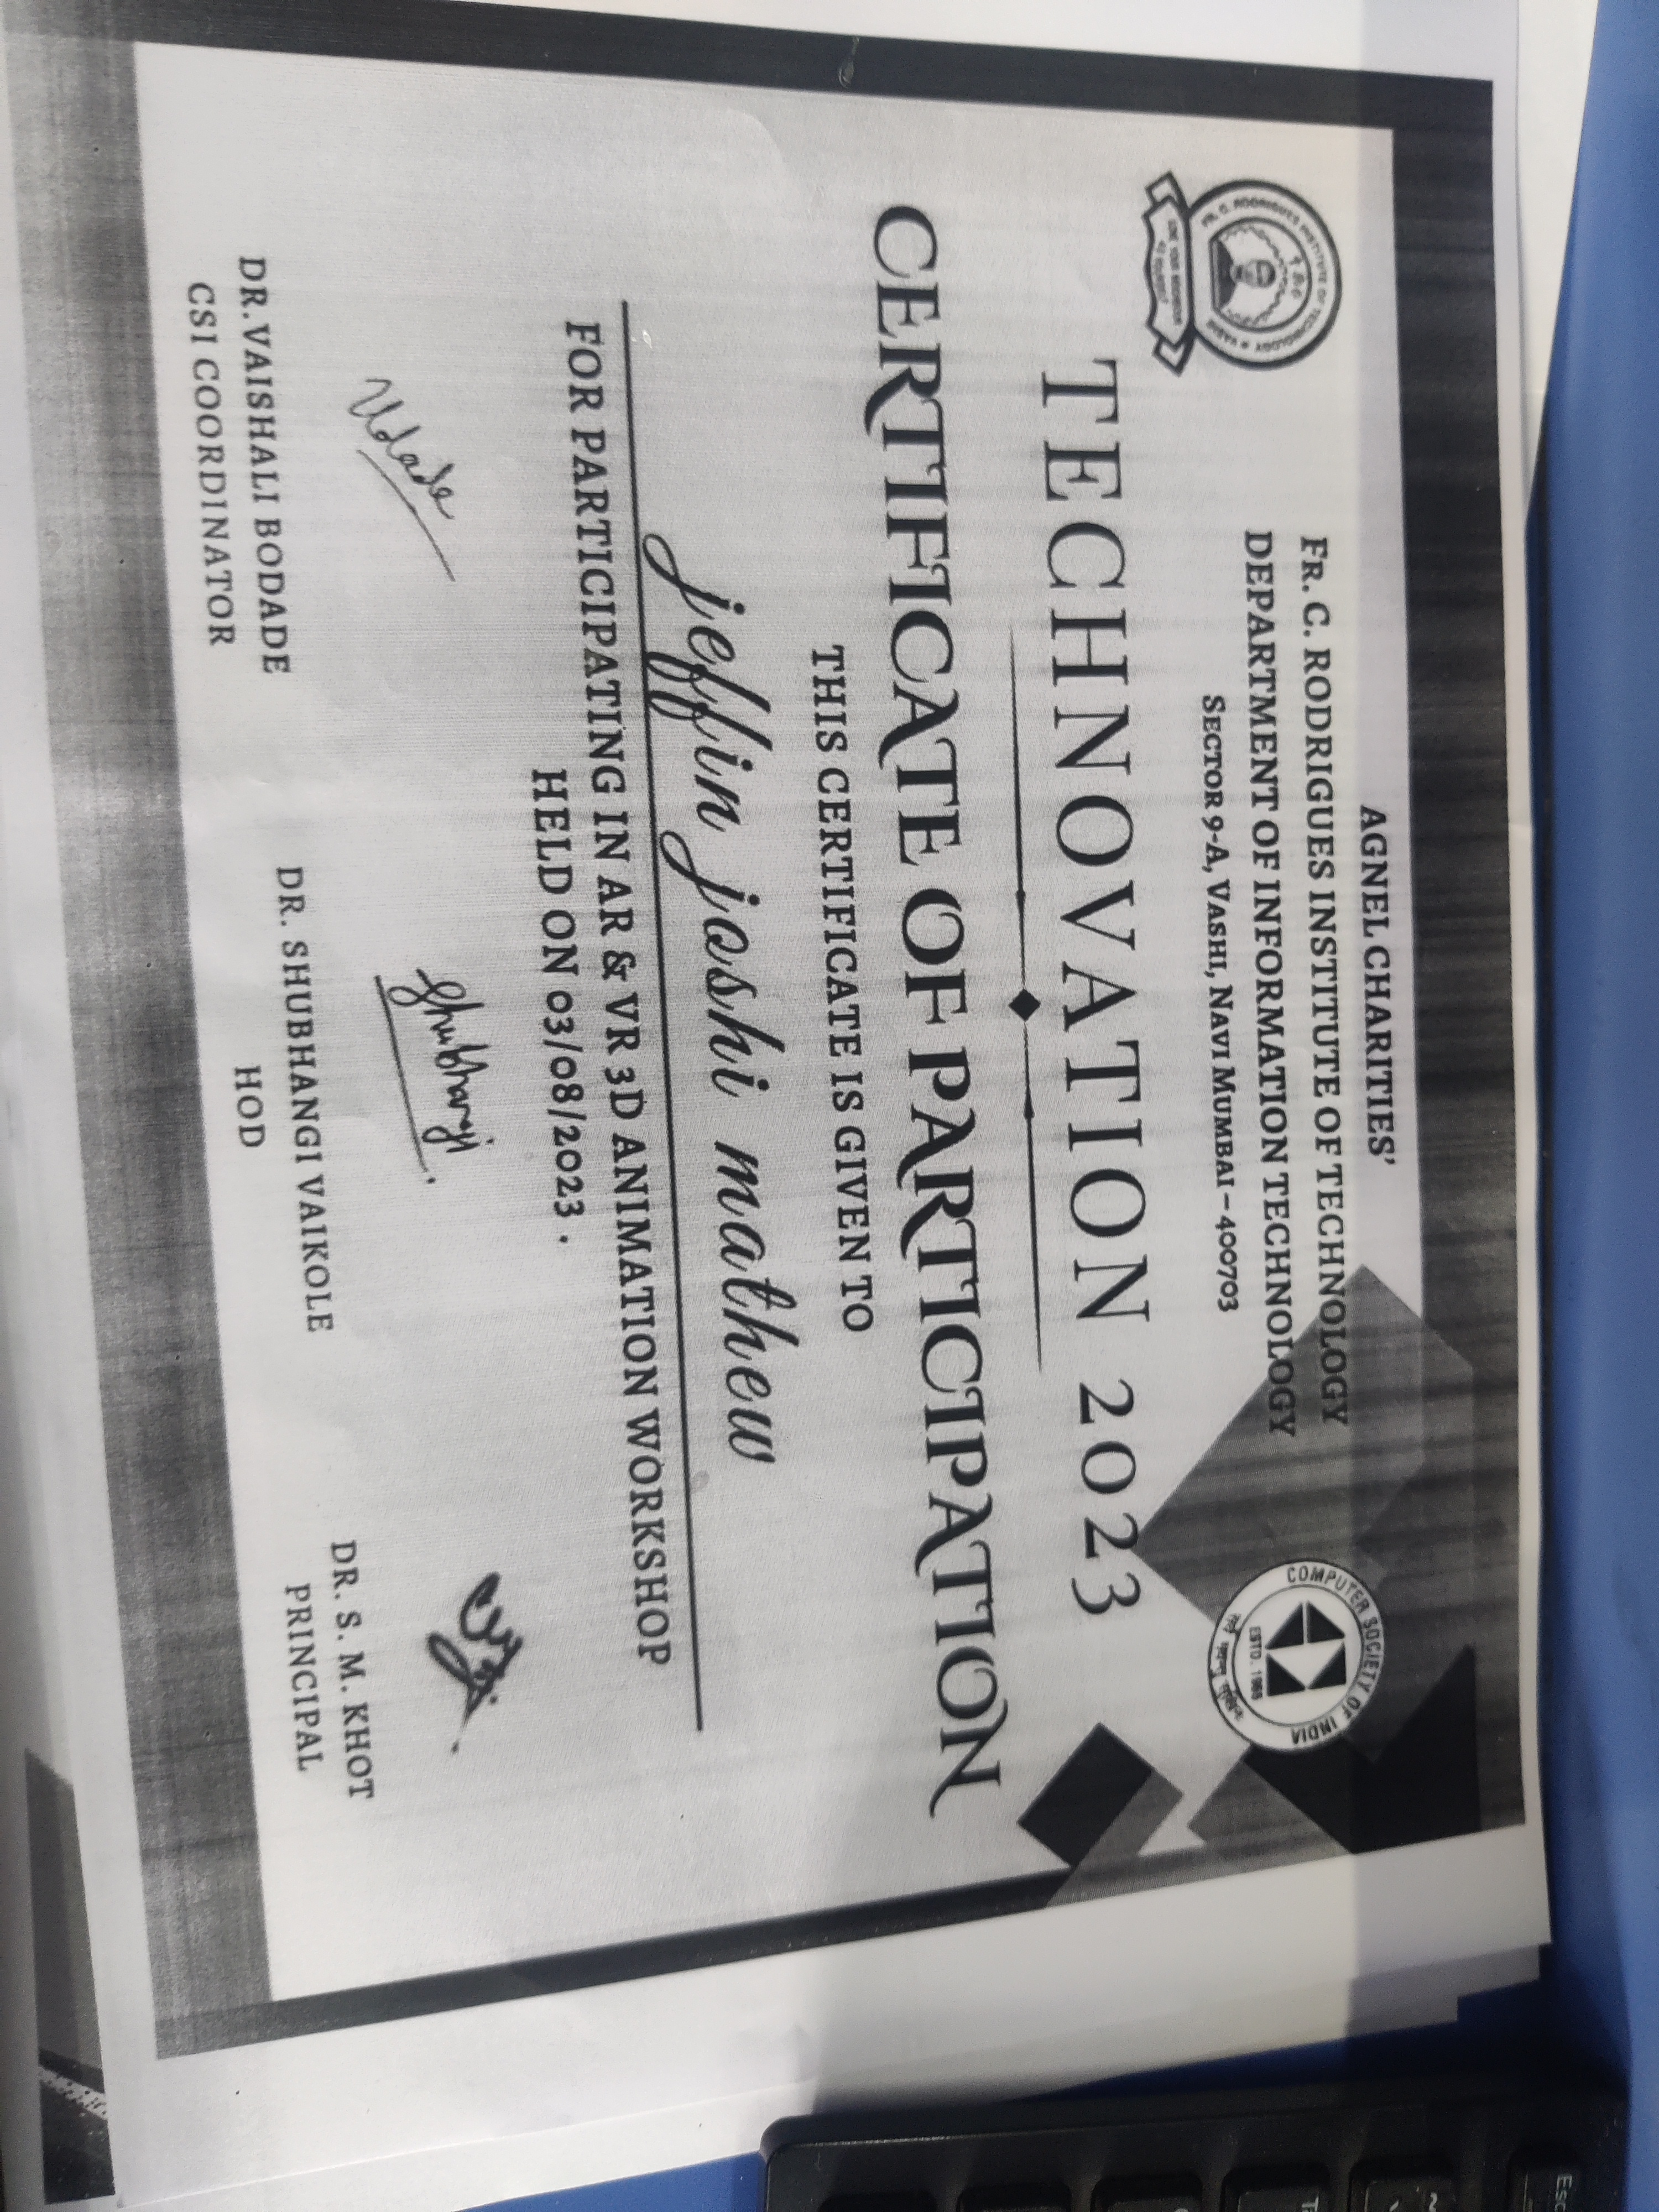 AGNEL CHARITIES'
FR. C. RODRIGUES INSTITUTE OF TECHNOLOGY
DEPARTMENT OF INFORMATION TECHNOLOGY
SECTOR 9-A, VASHI, NAVI MUMBAI – 400703
FR. C. RODRIGUES INSTITUTE OF TECHNOLOGY * VASHI
COMPUTER SOCIETY OF INDIA
ESTD. 1965
TECHNOVATION 2023
CERTIFICATE OF PARTICIPATION
THIS CERTIFICATE IS GIVEN TO
jeffin joshi mathew
FOR PARTICIPATING IN AR & VR 3D ANIMATION WORKSHOP
HELD ON 03/08/2023 .
Shubhangi
DR. VAISHALI BODADE
CSI COORDINATOR
DR. SHUBHANGI VAIKOLE
HOD
DR. S. M. KHOT
PRINCIPAL
Esc